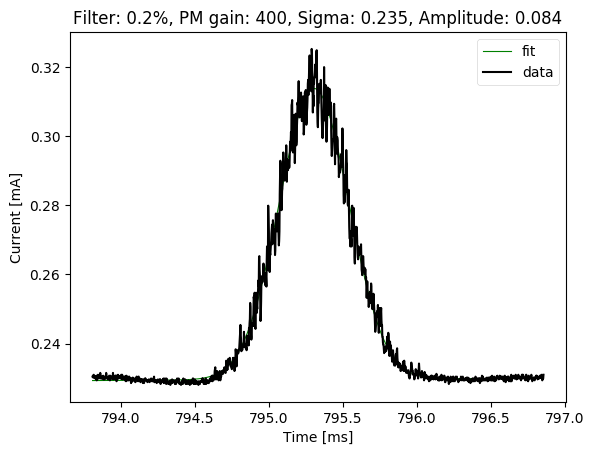 Filter: 0.2%, PM gain: 400, Sigma: 0.235, Amplitude: 0.084
fit
data
0.32
0.30
0.28
0.26
0.24
Current [mA]
794.0 794.5 795.0 795.5 796.0 796.5 797.0
Time [ms]